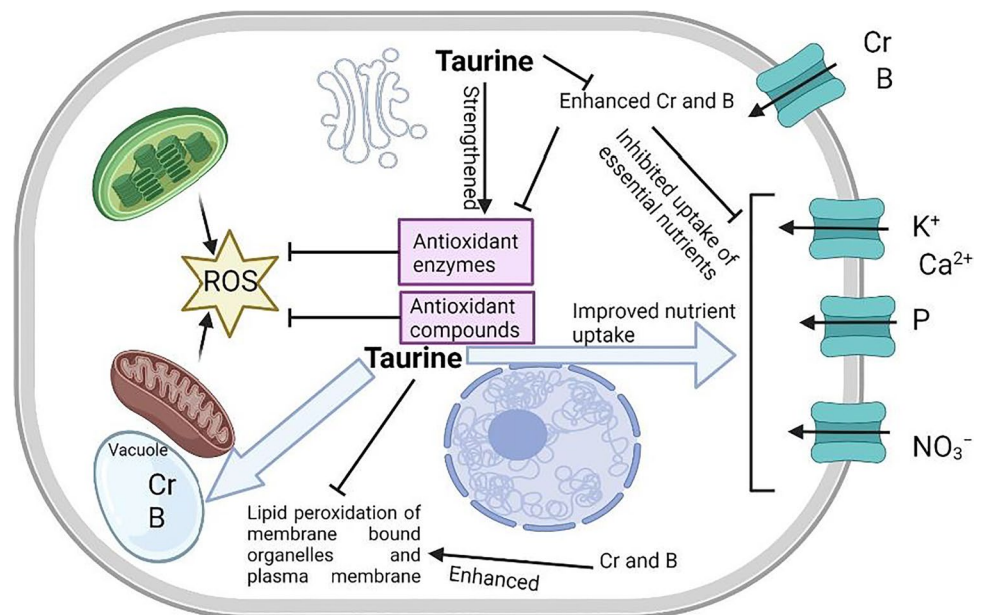 Taurine
Cr
B
Enhanced Cr and B
Strengthened
Inhibited uptake of
essential nutrients
Antioxidant
enzymes
ROS
K⁺
Ca²⁺
Antioxidant
compounds
Improved nutrient
uptake
P
Taurine
Vacuole
Cr
B
NO₃⁻
Lipid peroxidation of
membrane bound
organelles and
plasma membrane
Cr and B
Enhanced